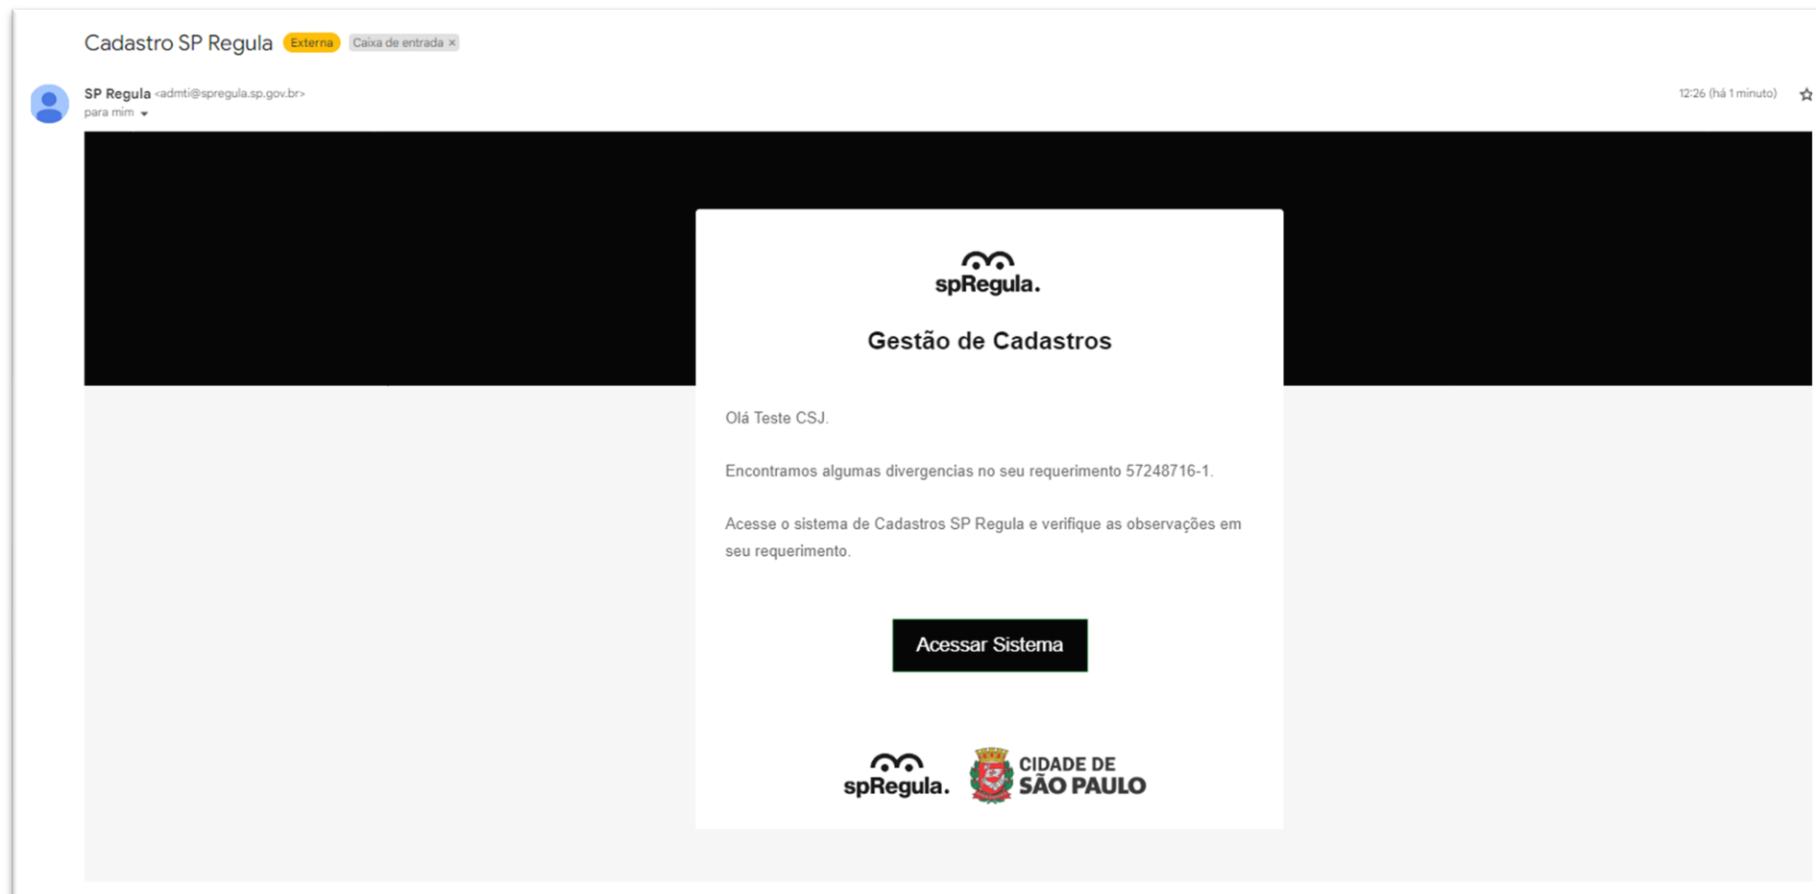 Cadastro SP Regula Externa Caixa de entrada ×
SP Regula <admti@spregula.sp.gov.br> 12:26 (há 1 minuto)
para mim
spRegula.
Gestão de Cadastros
Olá Teste CSJ.
Encontramos algumas divergencias no seu requerimento 57248716-1.
Acesse o sistema de Cadastros SP Regula e verifique as observações em
seu requerimento.
Acessar Sistema
spRegula.
CIDADE DE
SÃO PAULO